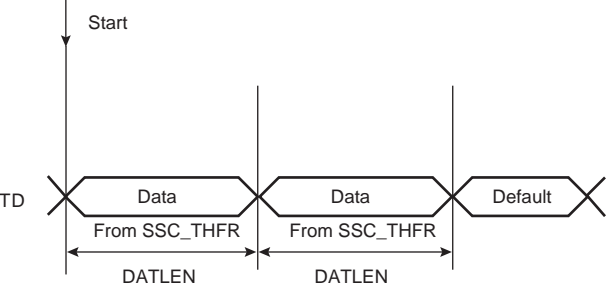 Start
TD
Data Data Default
From SSC_THFR From SSC_THFR
DATLEN DATLEN